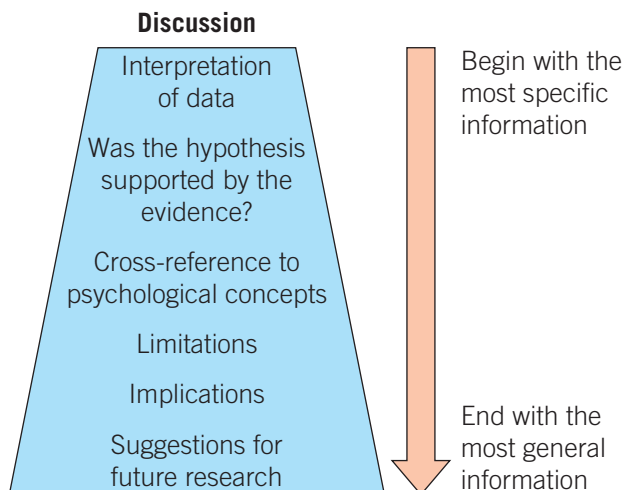 Discussion
Interpretation
of data
Was the hypothesis
supported by the
evidence?
Cross-reference to
psychological concepts
Limitations
Implications
Suggestions for
future research
Begin with the
most specific
information
End with the
most general
information